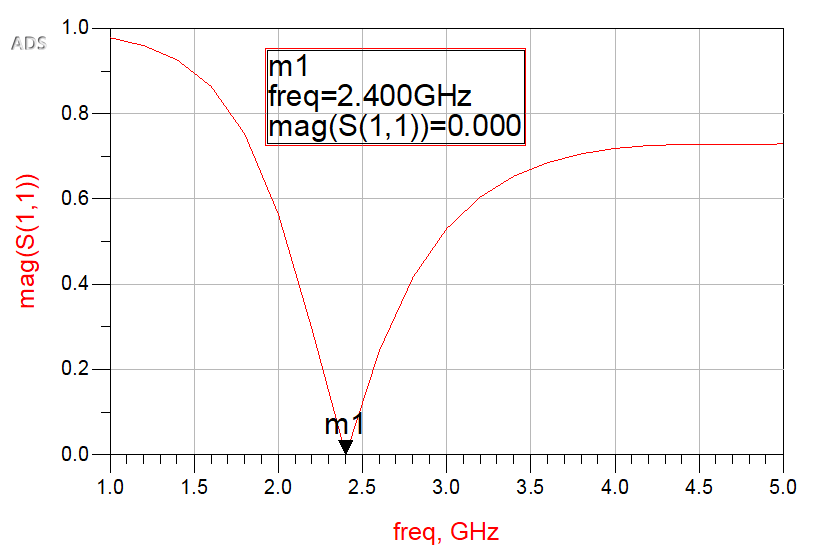 ADS
m1
freq=2.400GHz
mag(S(1,1))=0.000
mag(S(1,1))
1.0
0.8
0.6
0.4
0.2
0.0
m1
1.0 1.5 2.0 2.5 3.0 3.5 4.0 4.5 5.0
freq, GHz